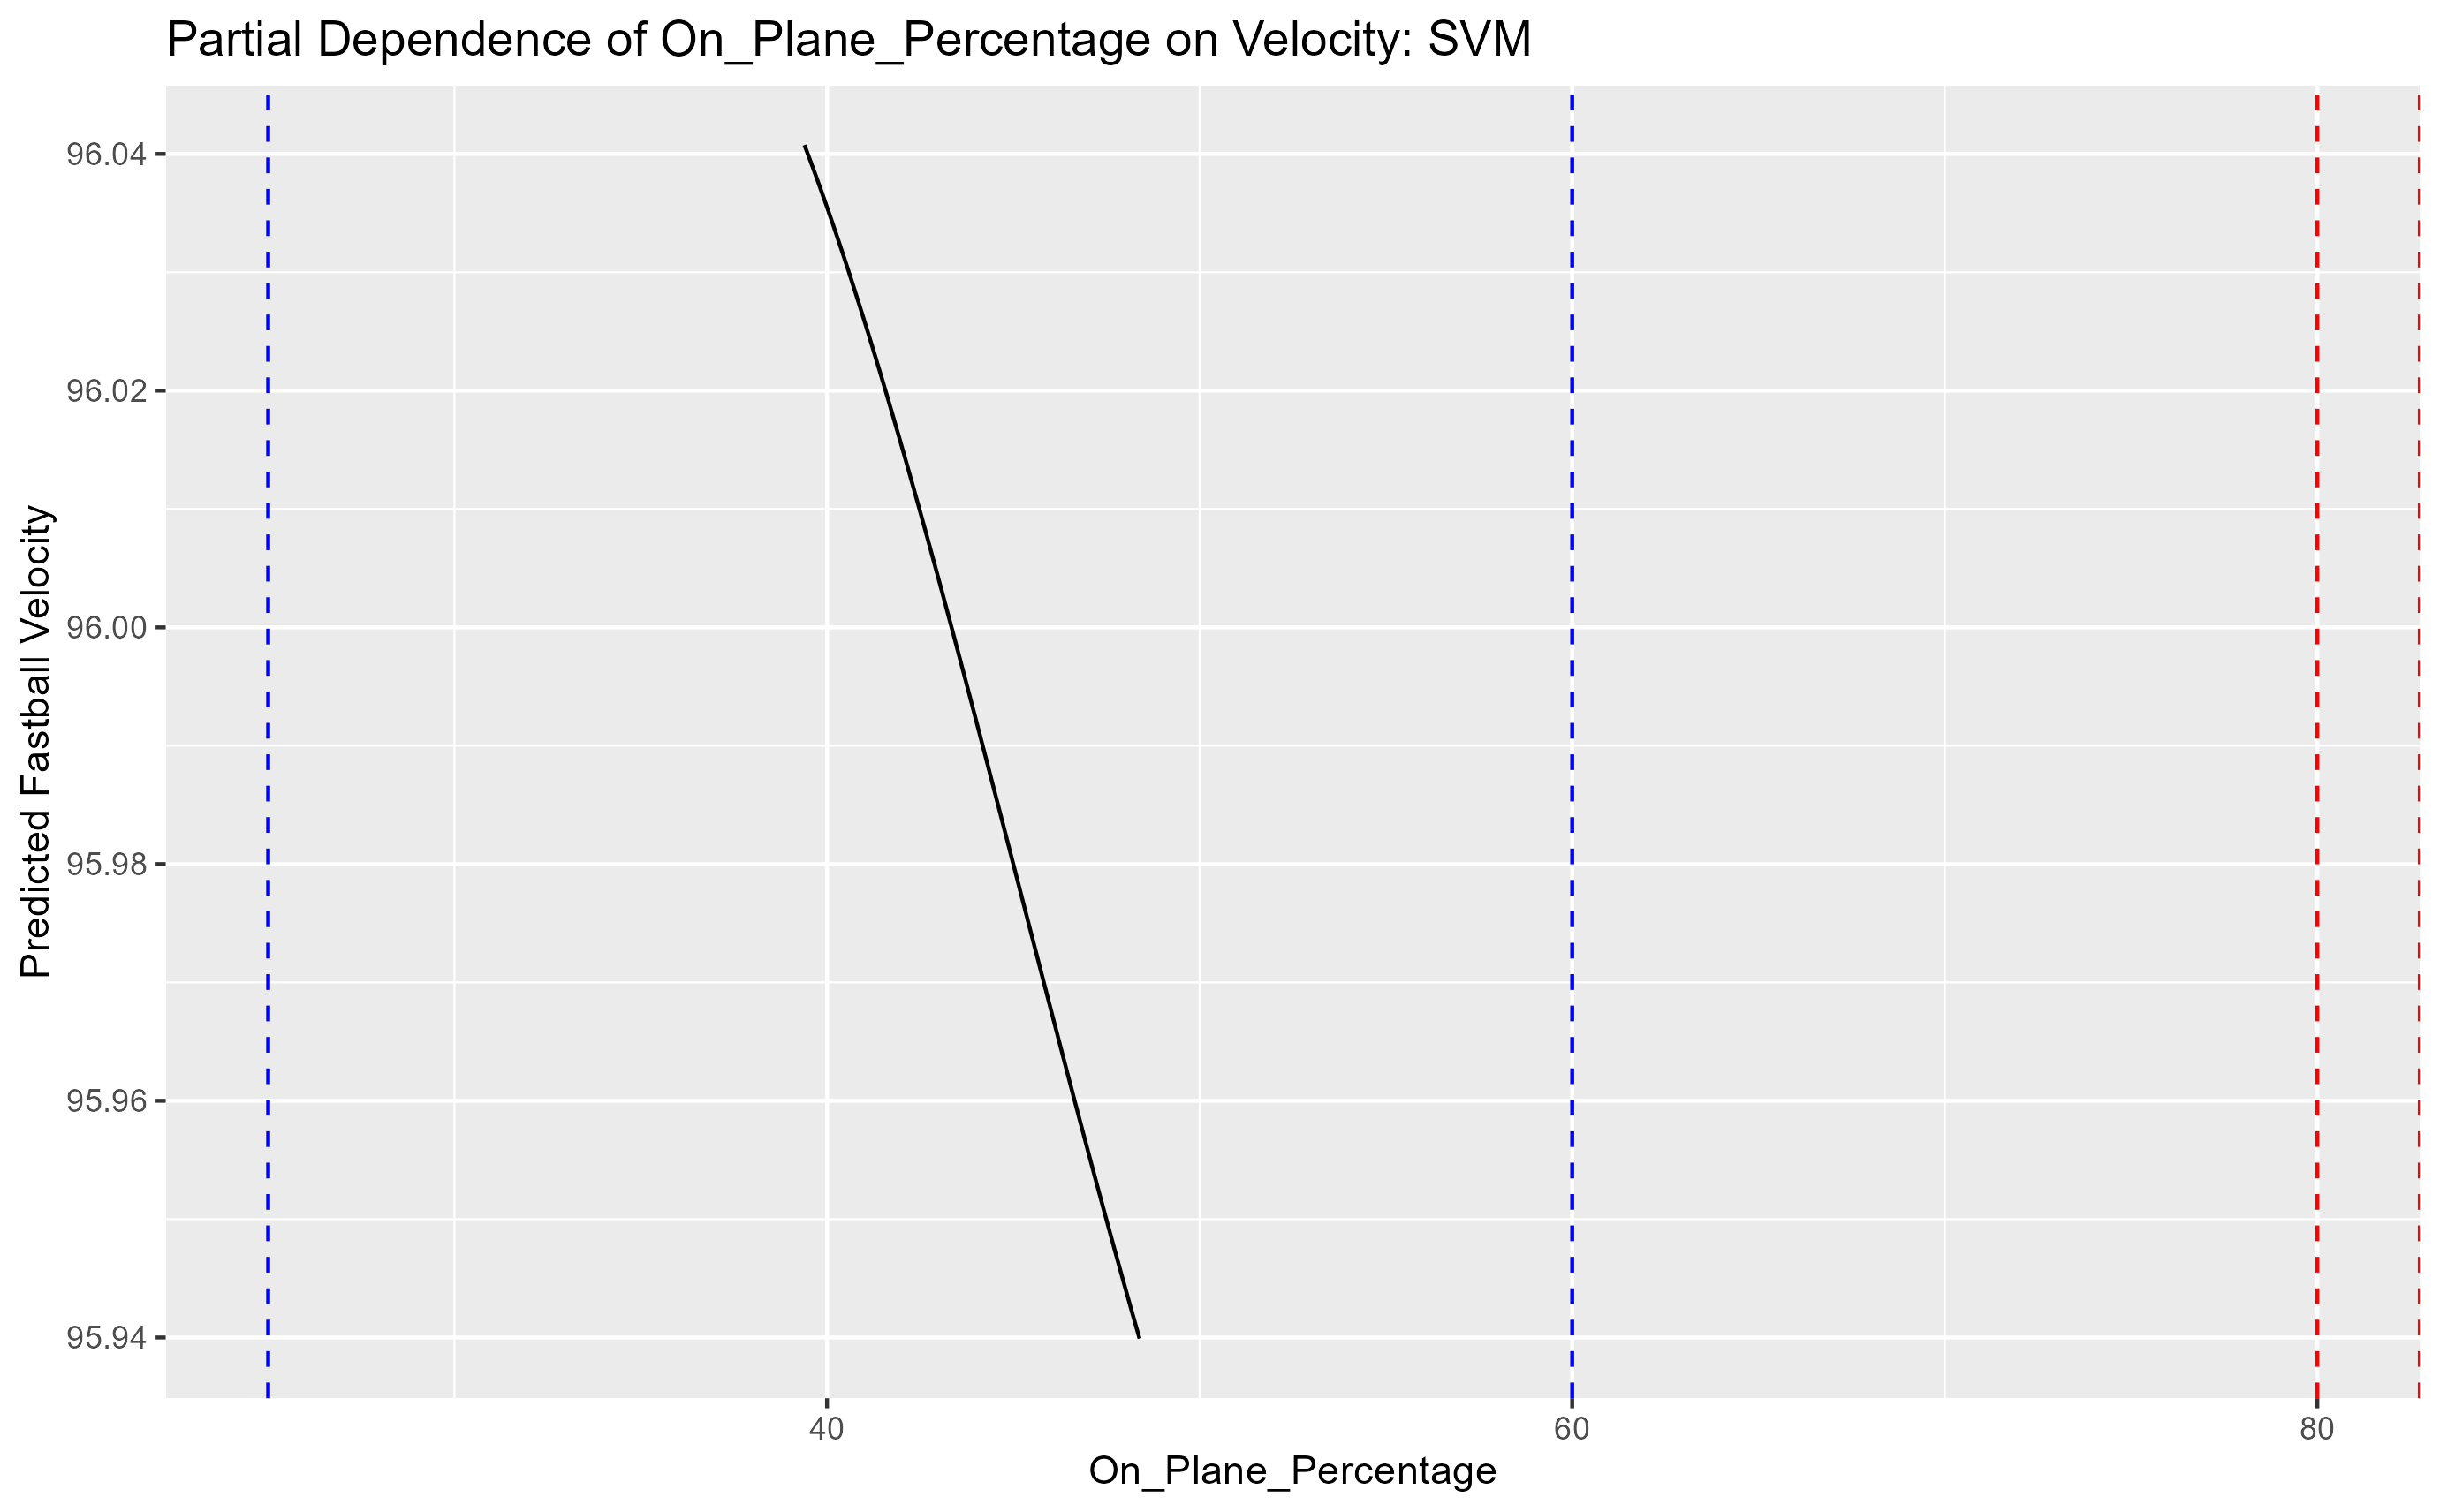 Partial Dependence of On_Plane_Percentage on Velocity: SVM
Predicted Fastball Velocity
96.04
96.02
96.00
95.98
95.96
95.94
40 60 80
On_Plane_Percentage